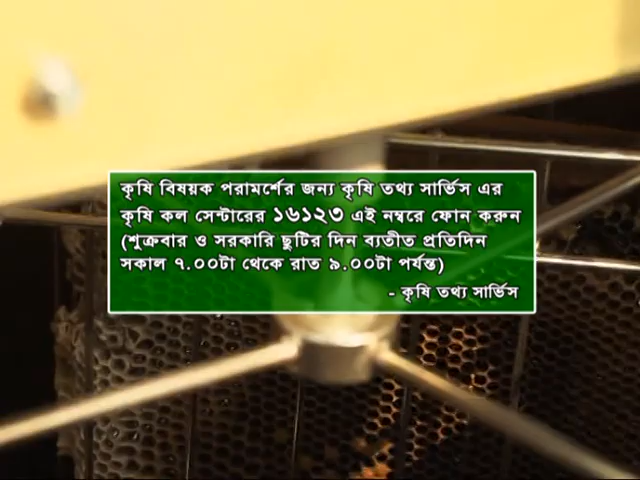 কৃষি বিষয়ক পরামর্শের জন্য কৃষি তথ্য সার্ভিস এর
কৃষি কল সেন্টারের ১৬১২৩ এই নম্বরে ফোন করুন
(শুক্রবার ও সরকারি ছুটির দিন ব্যতীত প্রতিদিন
সকাল ৭.০০টা থেকে রাত ৯.০০টা পর্যন্ত)
- কৃষি তথ্য সার্ভিস